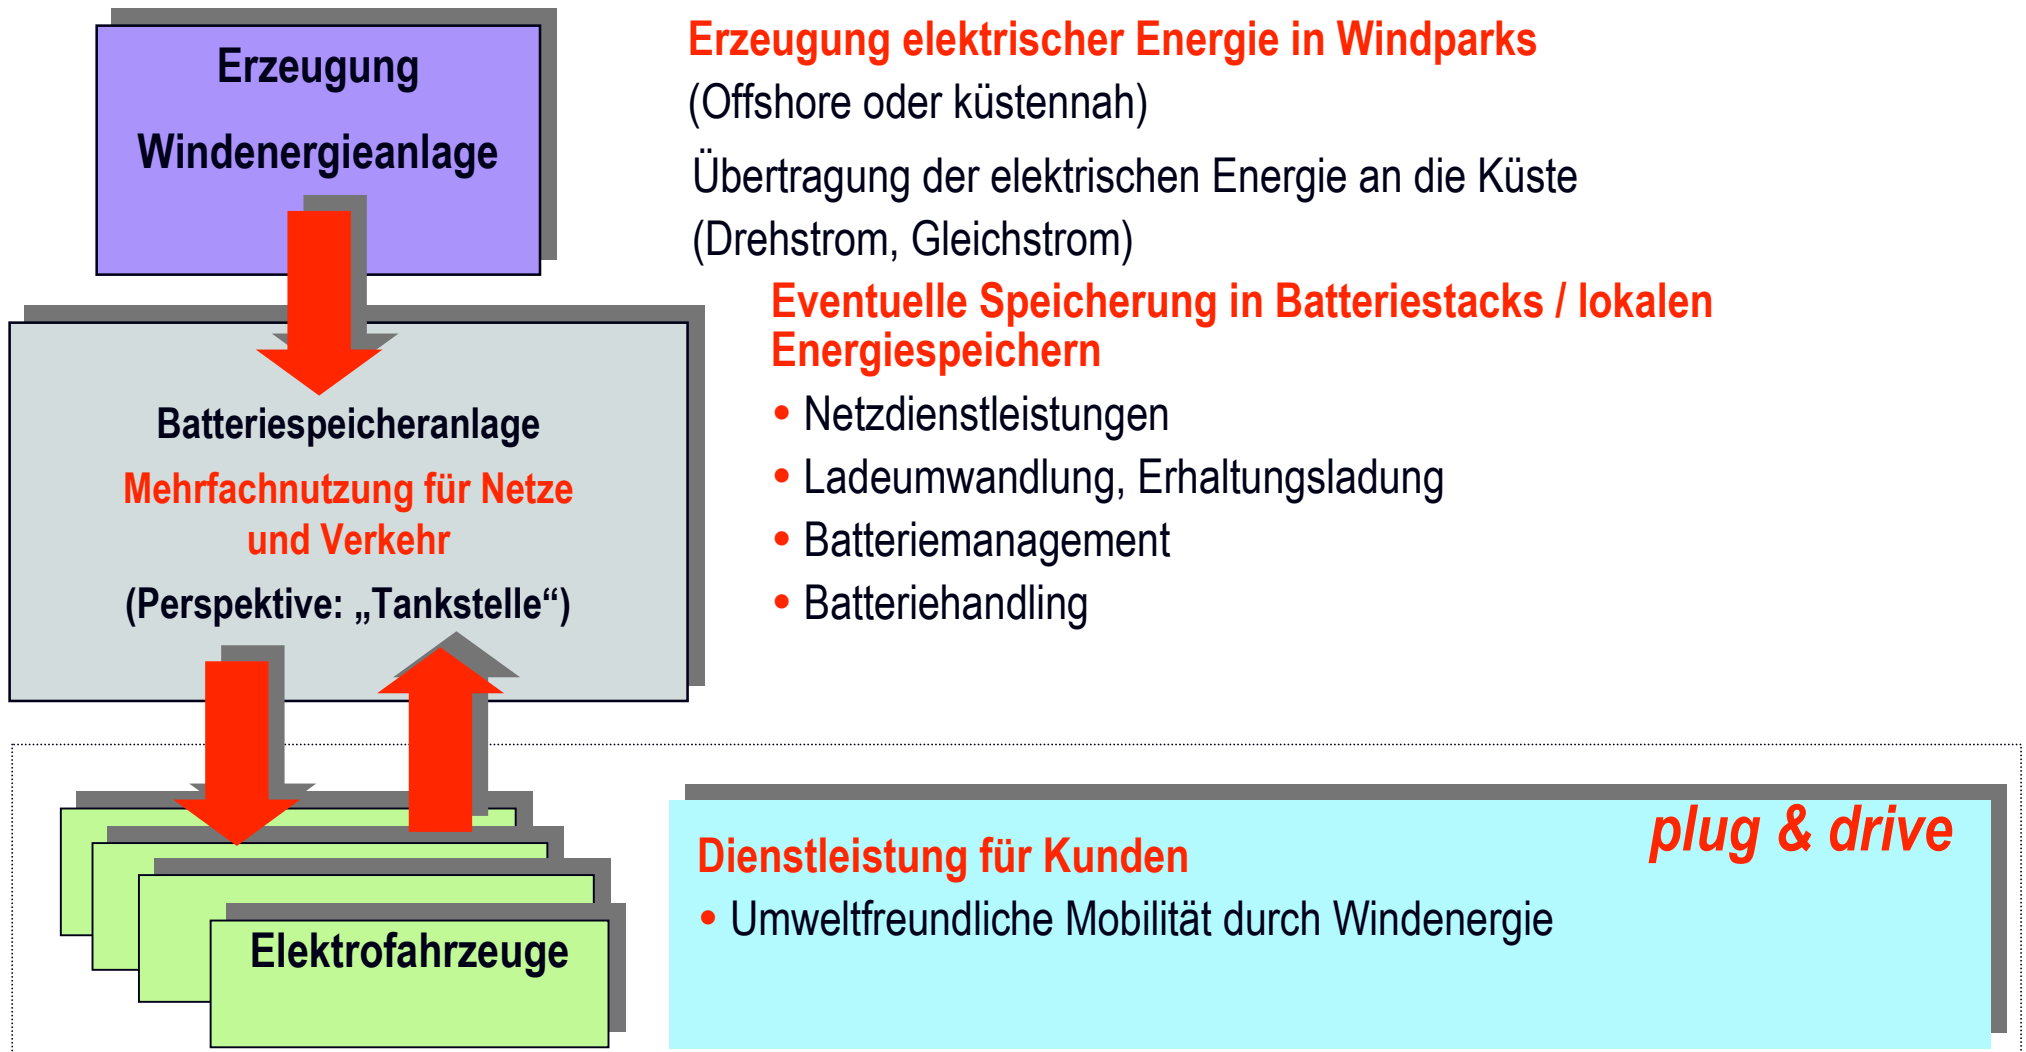 Erzeugung
Windenergieanlage
Erzeugung elektrischer Energie in Windparks
(Offshore oder küstennah)
Übertragung der elektrischen Energie an die Küste
(Drehstrom, Gleichstrom)
Batteriespeicheranlage
Mehrfachnutzung für Netze
und Verkehr
(Perspektive: „Tankstelle“)
Eventuelle Speicherung in Batteriestacks / lokalen
Energiespeichern
• Netzdienstleistungen
• Ladeumwandlung, Erhaltungsladung
• Batteriemanagement
• Batteriehandling
Elektrofahrzeuge
plug & drive
Dienstleistung für Kunden
• Umweltfreundliche Mobilität durch Windenergie